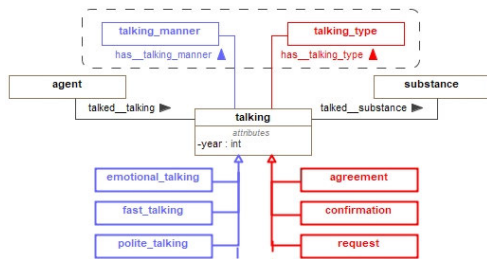 talking_manner
talking_type
has__talking_manner
has__talking_type
agent
substance
talked__talking
talked__substance
talking
attributes
-year : int
emotional_talking
agreement
fast_talking
confirmation
polite_talking
request